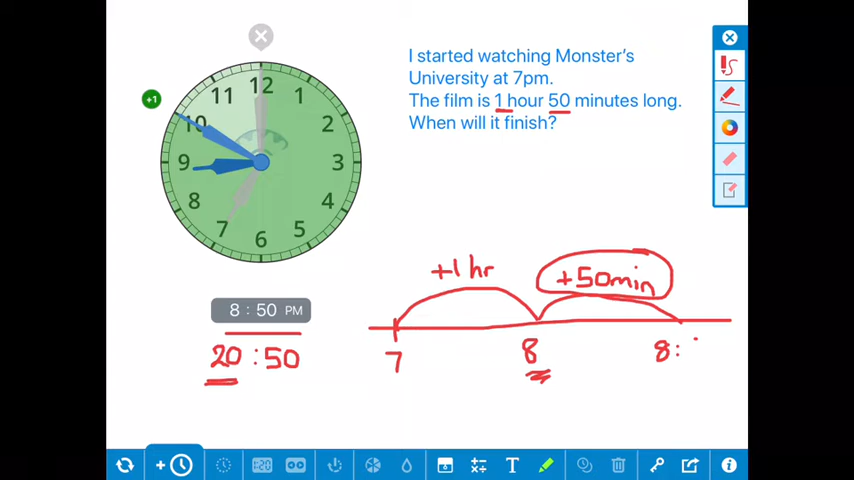 I started watching Monster's
University at 7pm.
The film is 1 hour 50 minutes long.
When will it finish?
+1
12
11
1
10
2
9
3
8
4
7
5
6
8 : 50 PM
20 : 50
+1 hr
+50min
7
8
8:
+
1:20
T
i